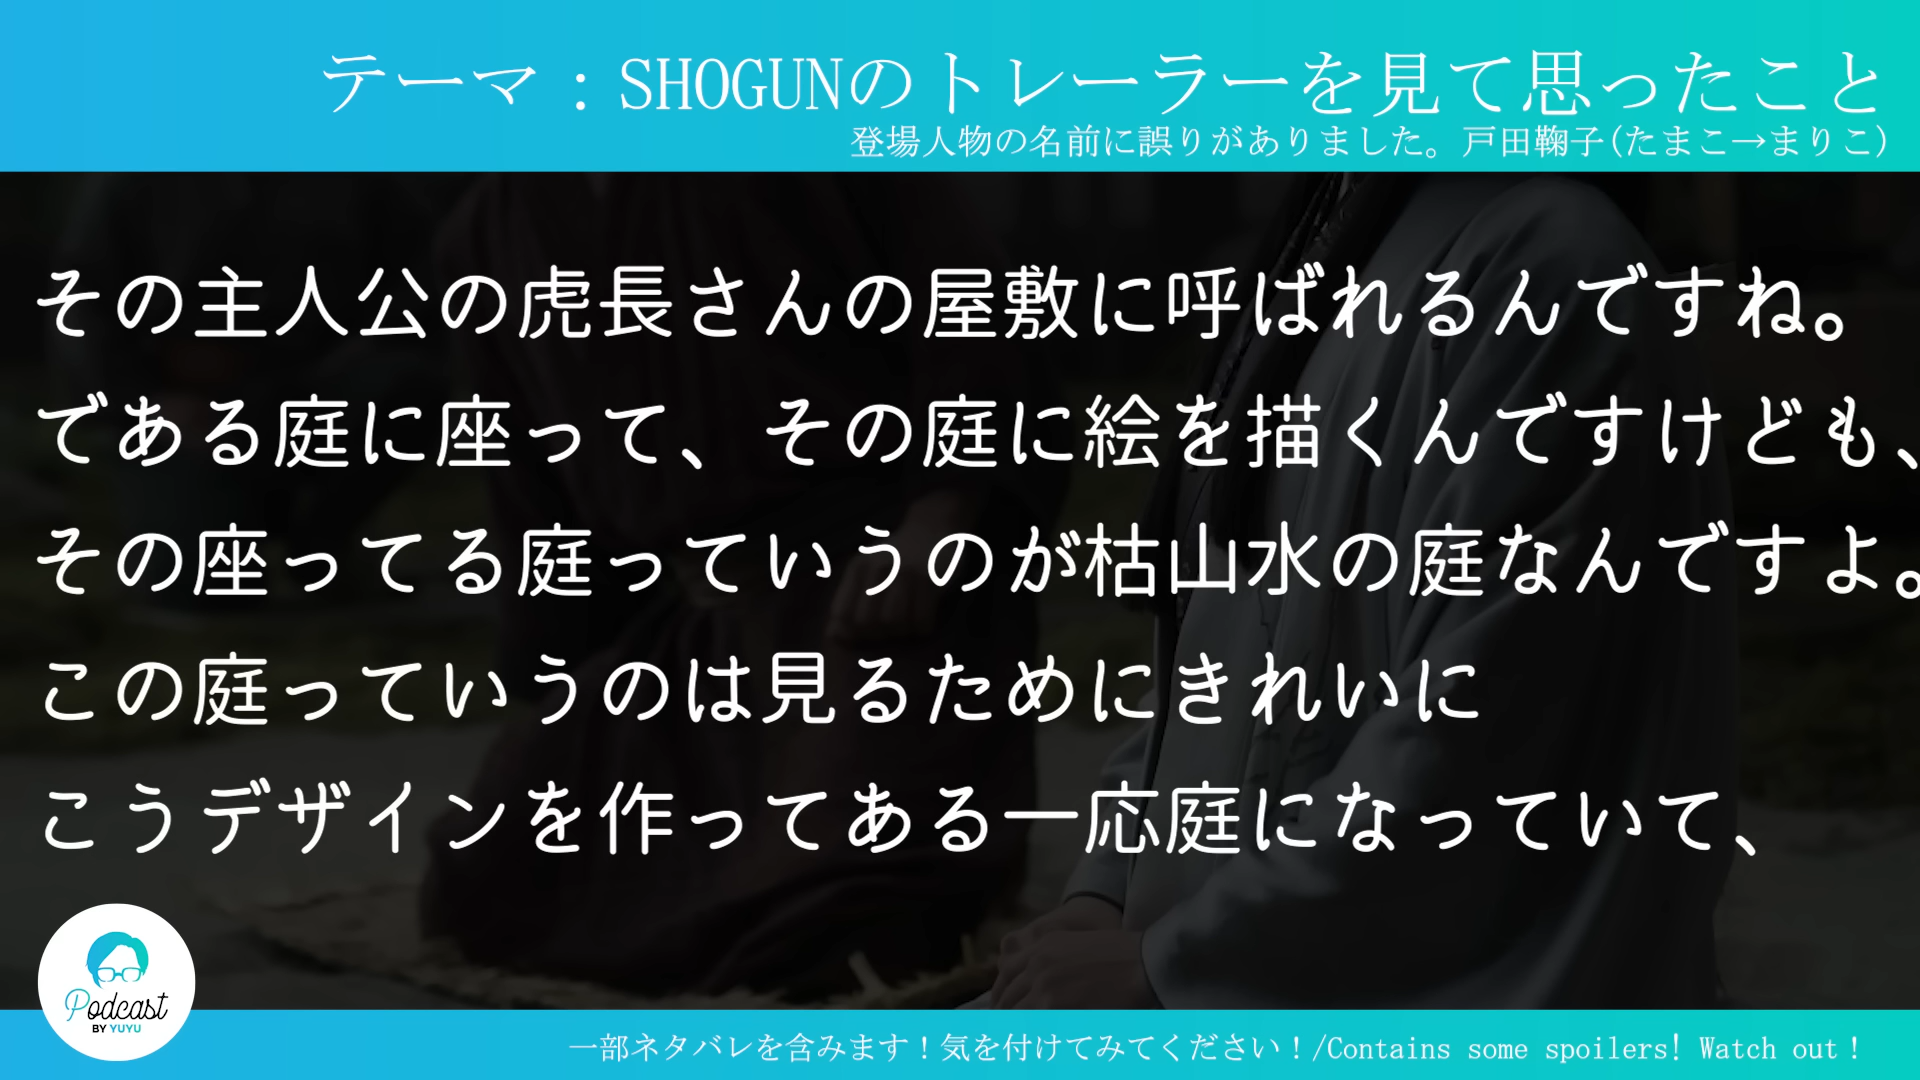 テーマ：SHOGUNのトレーラーを見て思ったこと
登場人物の名前に誤りがありました。戸田鞠子(たまこ→まりこ)
その主人公の虎長さんの屋敷に呼ばれるんですね。
である庭に座って、その庭に絵を描くんですけども、
その座ってる庭っていうのが枯山水の庭なんですよ。
この庭っていうのは見るためにきれいに
こうデザインを作ってある一応庭になっていて、
Podcast
BY YUYU
一部ネタバレを含みます！気を付けてみてください！/Contains some spoilers! Watch out！